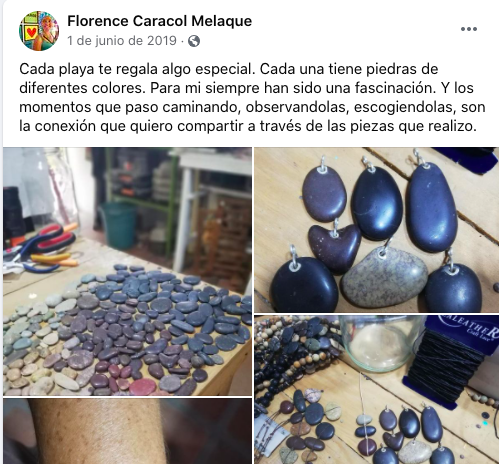 Florence Caracol Melaque
1 de junio de 2019 ·
Cada playa te regala algo especial. Cada una tiene piedras de
diferentes colores. Para mi siempre han sido una fascinación. Y los
momentos que paso caminando, observandolas, escogiendolas, son
la conexión que quiero compartir a través de las piezas que realizo.